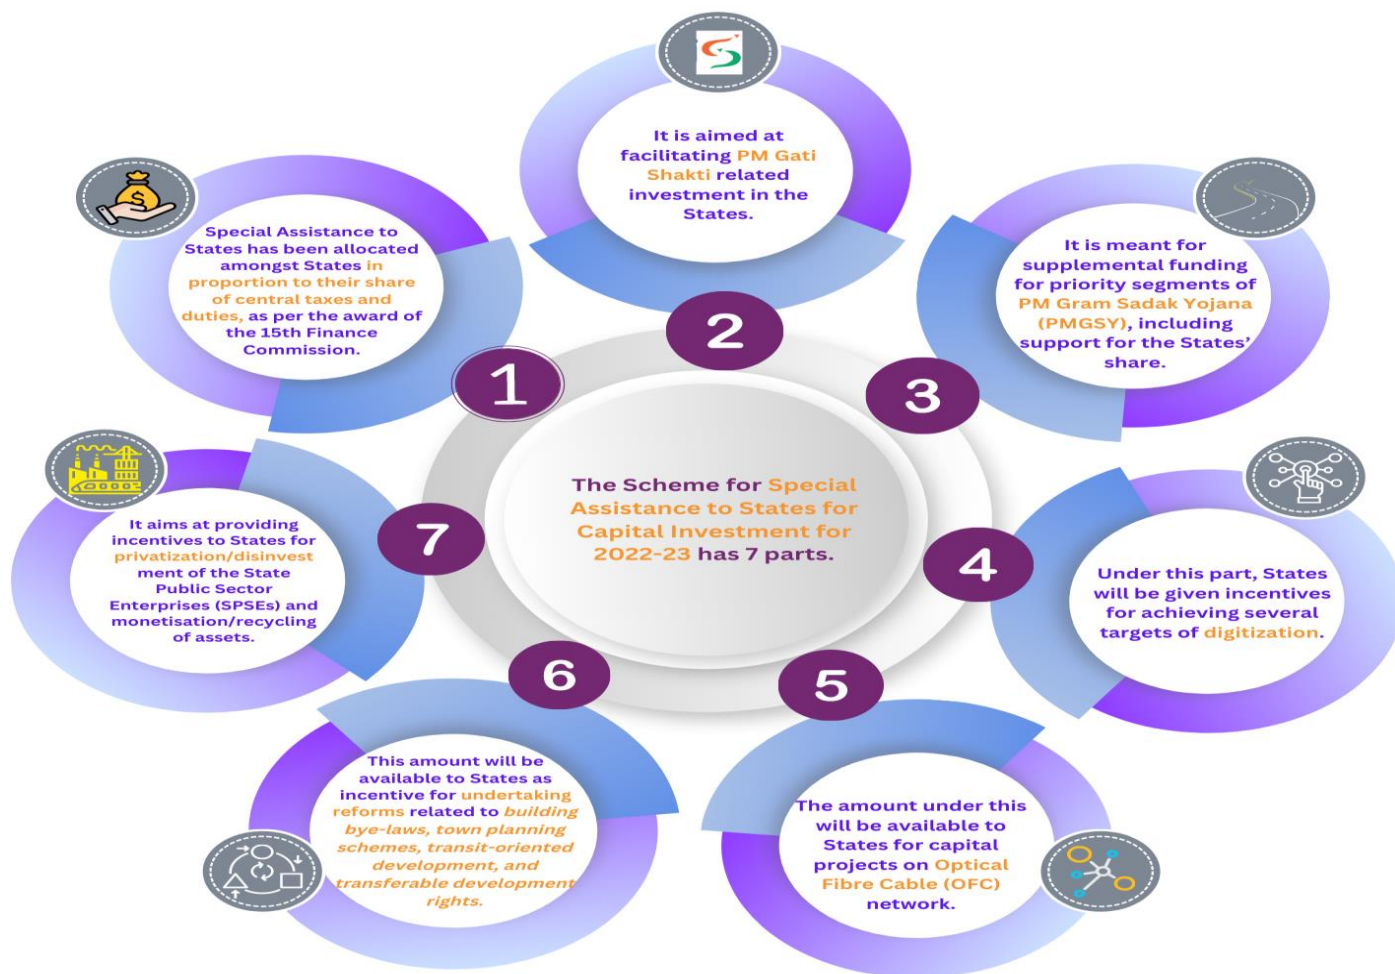 The Scheme for Special
Assistance to States for
Capital Investment for
2022-23 has 7 parts.
1
Special Assistance to
States has been allocated
amongst States in
proportion to their share
of central taxes and
duties, as per the award of
the 15th Finance
Commission.
2
It is aimed at
facilitating PM Gati
Shakti related
investment in the
States.
3
It is meant for
supplemental funding
for priority segments of
PM Gram Sadak Yojana
(PMGSY), including
support for the States’
share.
4
Under this part, States
will be given incentives
for achieving several
targets of digitization.
5
The amount under this
will be available to
States for capital
projects on Optical
Fibre Cable (OFC)
network.
6
This amount will be
available to States as
incentive for undertaking
reforms related to building
bye-laws, town planning
schemes, transit-oriented
development, and
transferable development
rights.
7
It aims at providing
incentives to States for
privatization/disinvest
ment of the State
Public Sector
Enterprises (SPSEs) and
monetisation/recycling
of assets.